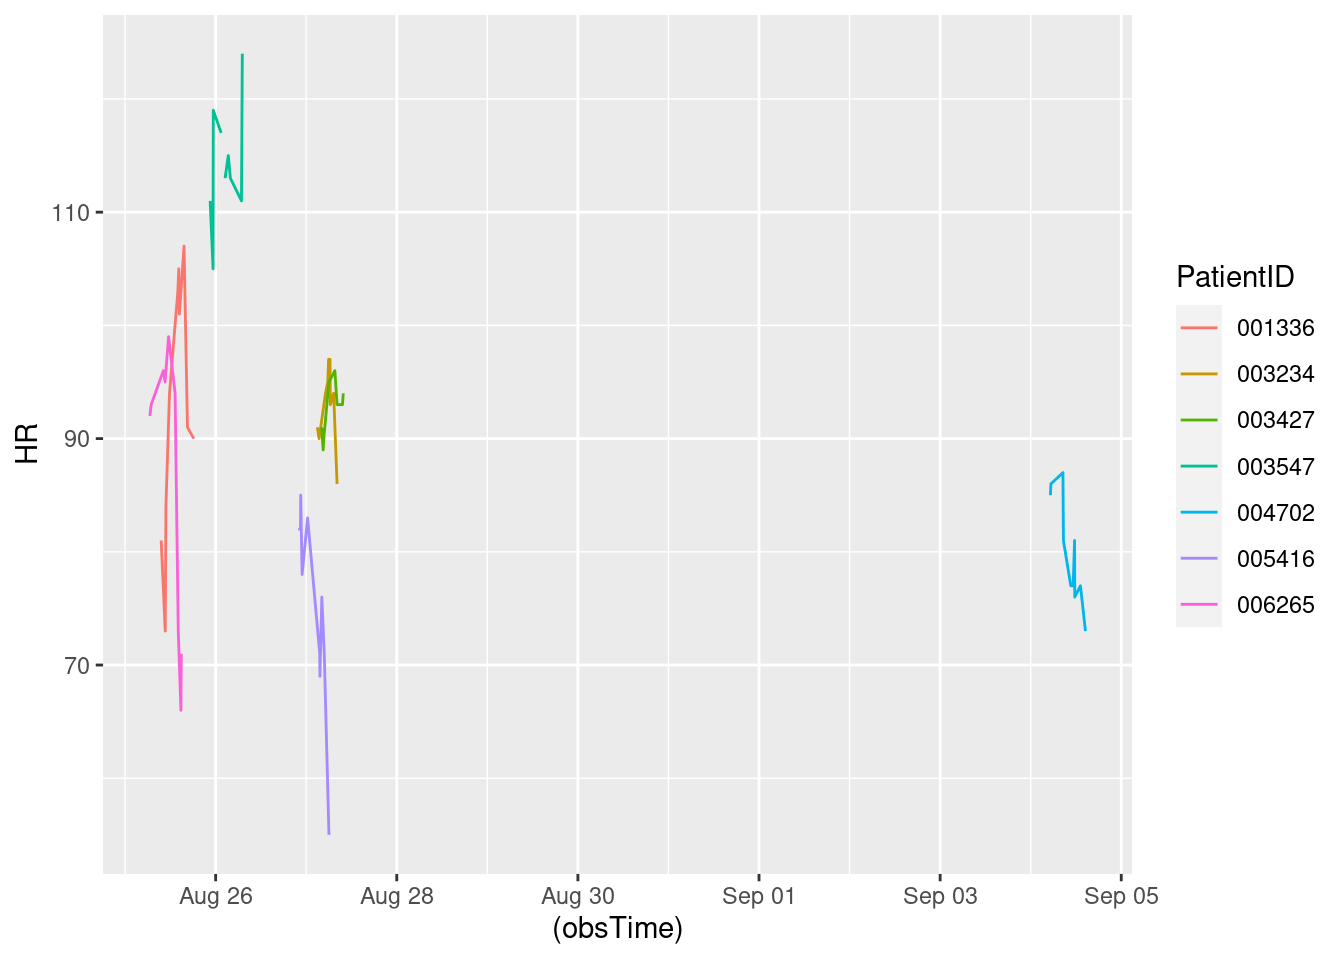 110
90
70
HR
Aug 26
Aug 28
Aug 30
Sep 01
Sep 03
Sep 05
(obsTime)
PatientID
001336
003234
003427
003547
004702
005416
006265